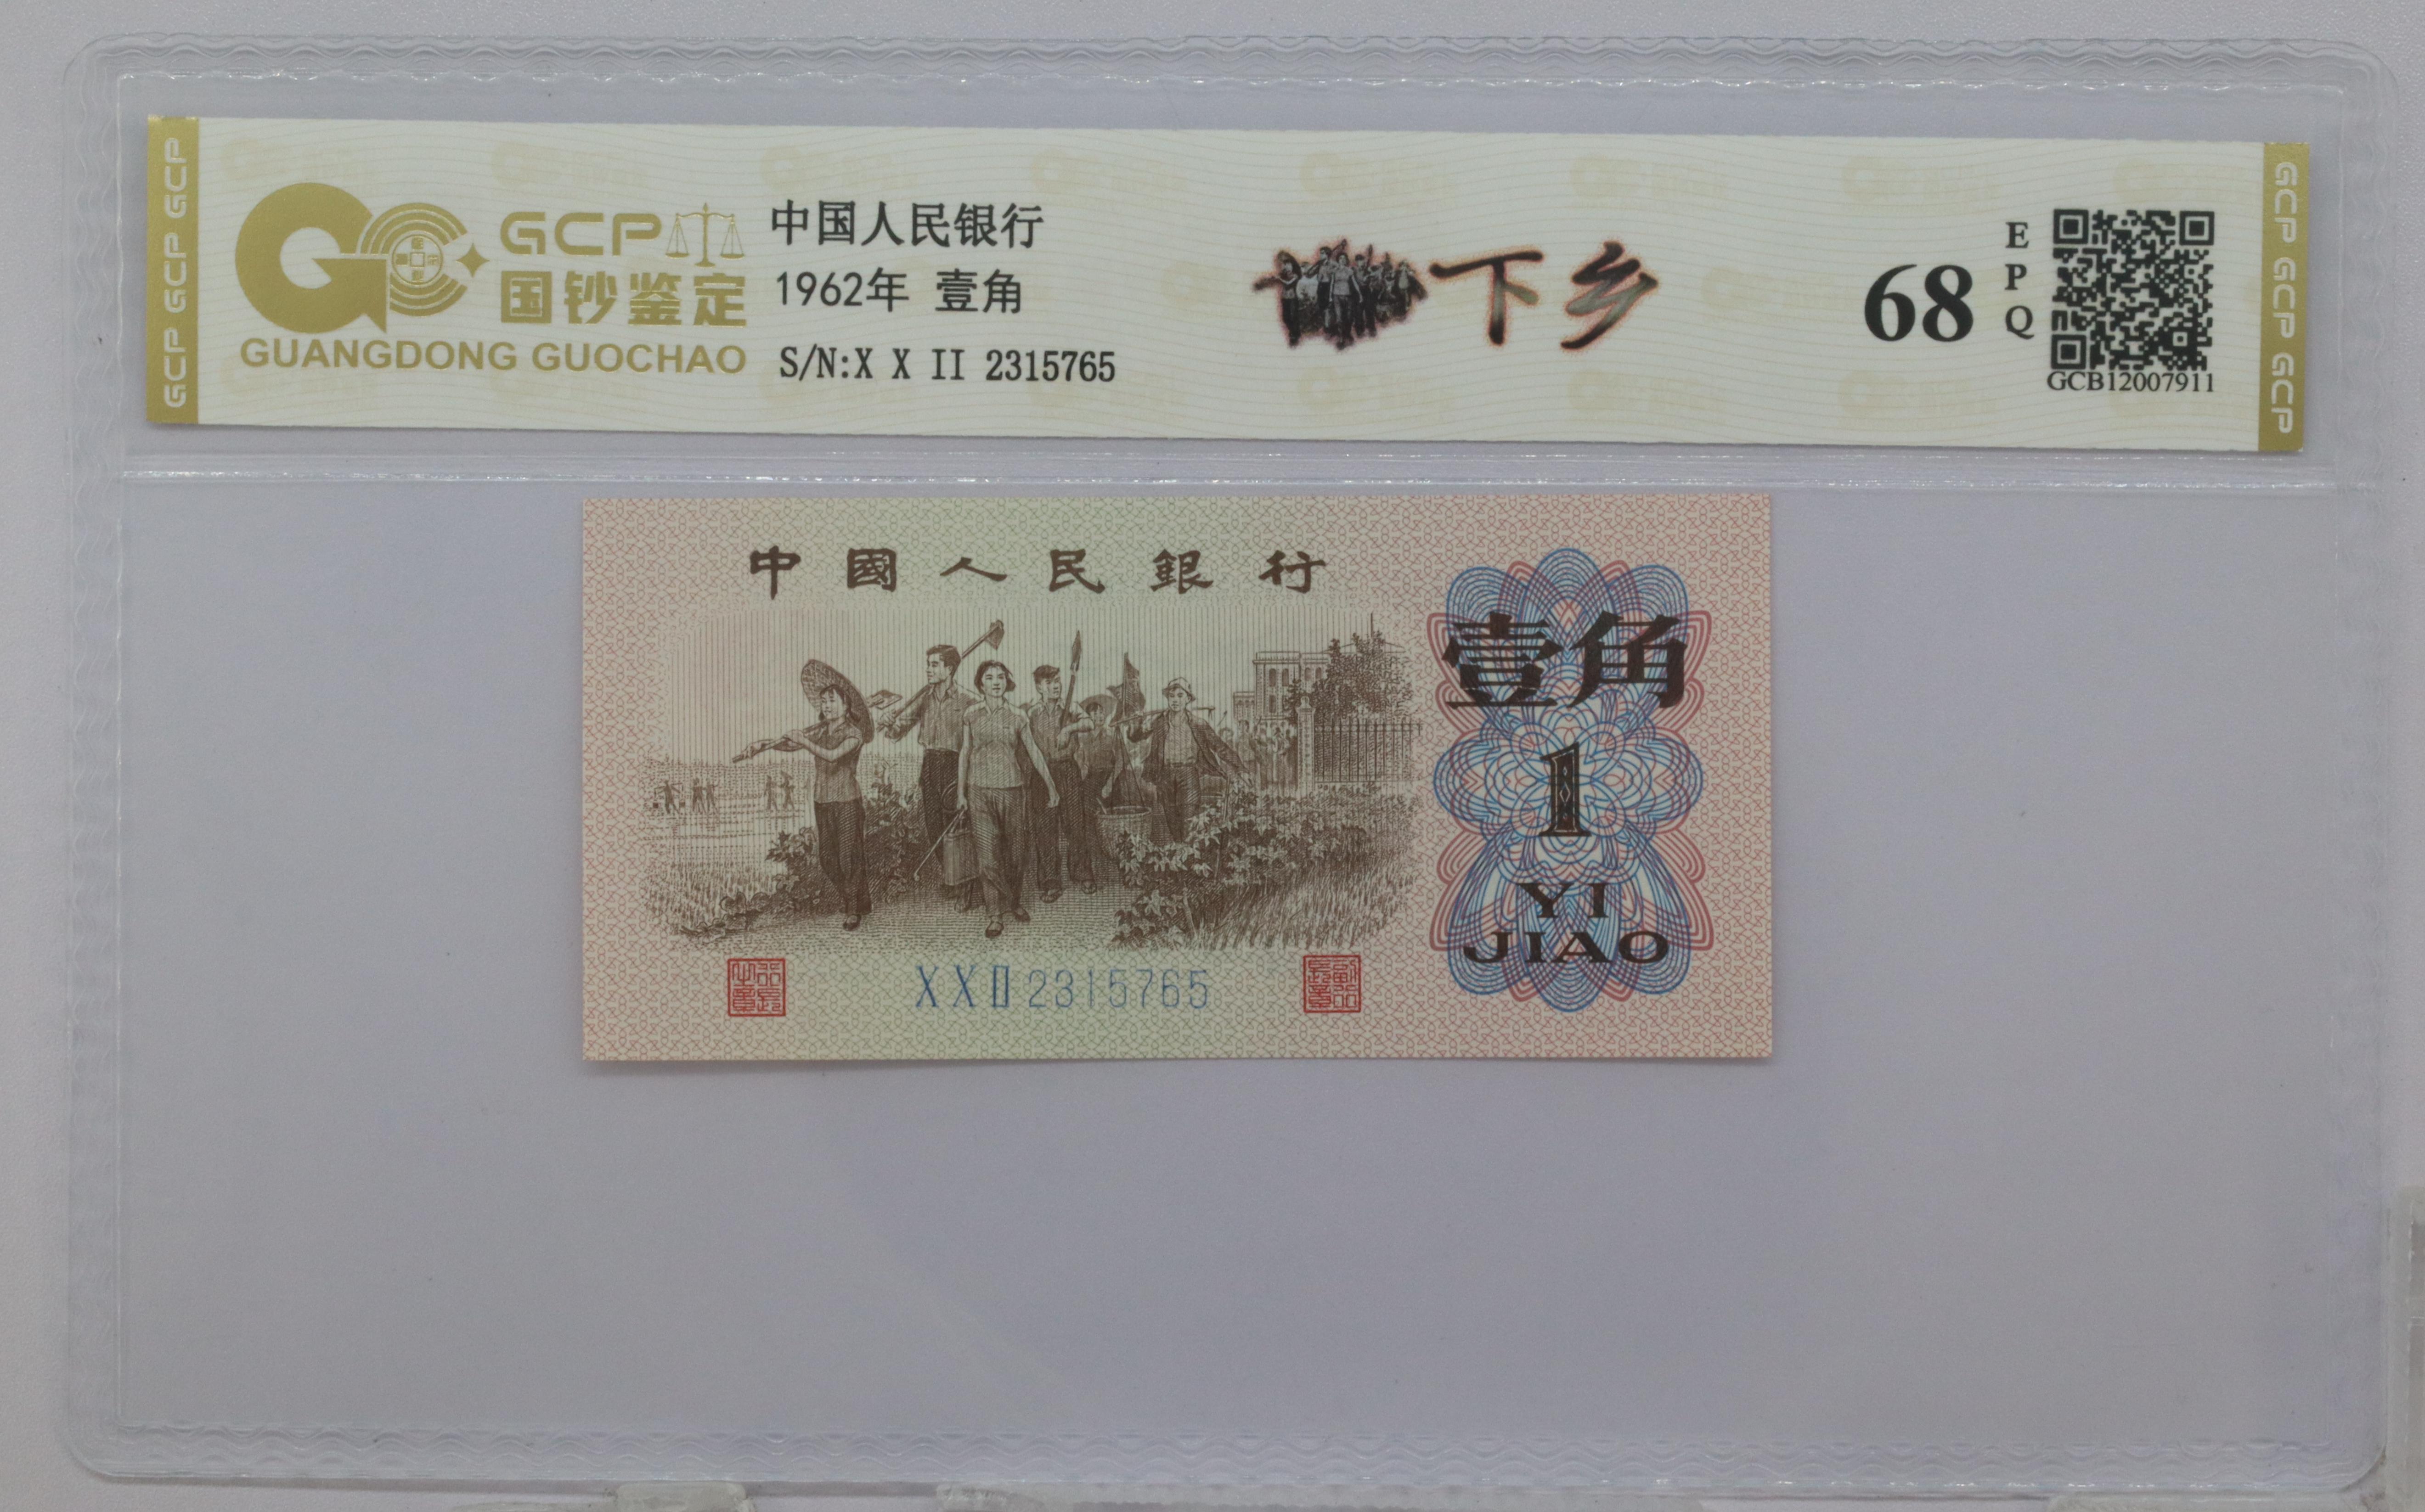 GCP GCP GCP
GCP
国钞鉴定
GUANGDONG GUOCHAO
中国人民银行
1962年 壹角
S/N:X X II 2315765
下乡
68
EPQ
GCB12007911
GCP GCP GCP
中國人民銀行
壹角
1
YI
JIAO
XXII2315765